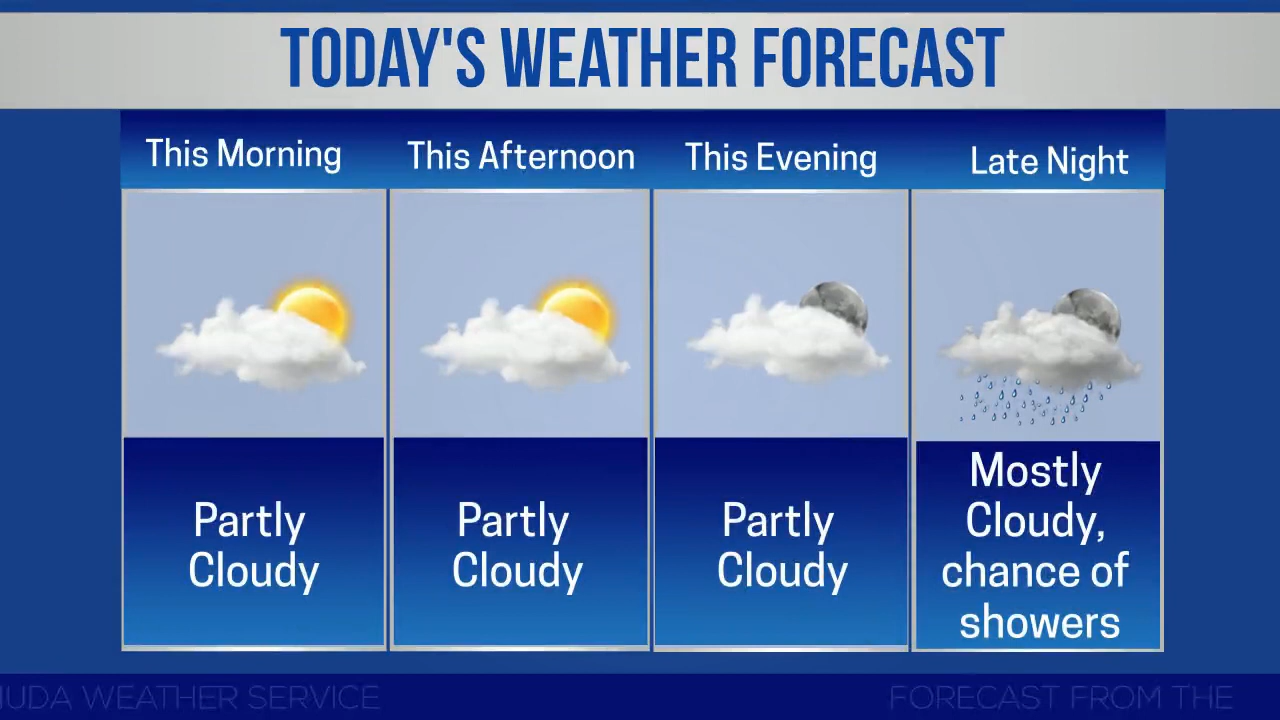 TODAY'S WEATHER FORECAST
This Morning
This Afternoon
This Evening
Late Night
Partly
Cloudy
Partly
Cloudy
Partly
Cloudy
Mostly
Cloudy,
chance of
showers
WEATHER SERVICE
FORECAST FROM THE